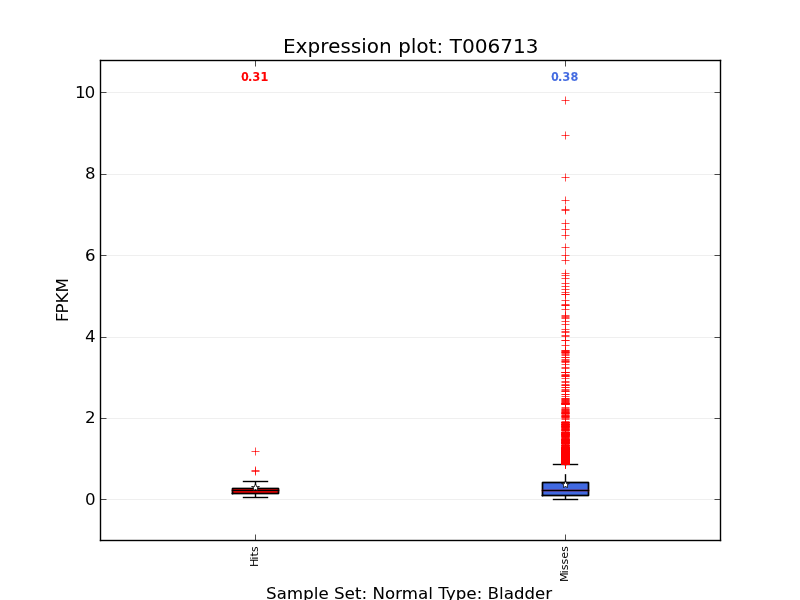 Expression plot: T006713
0.31
0.38
10
8
6
4
2
0
FPKM
Hits
Misses
Sample Set: Normal Type: Bladder